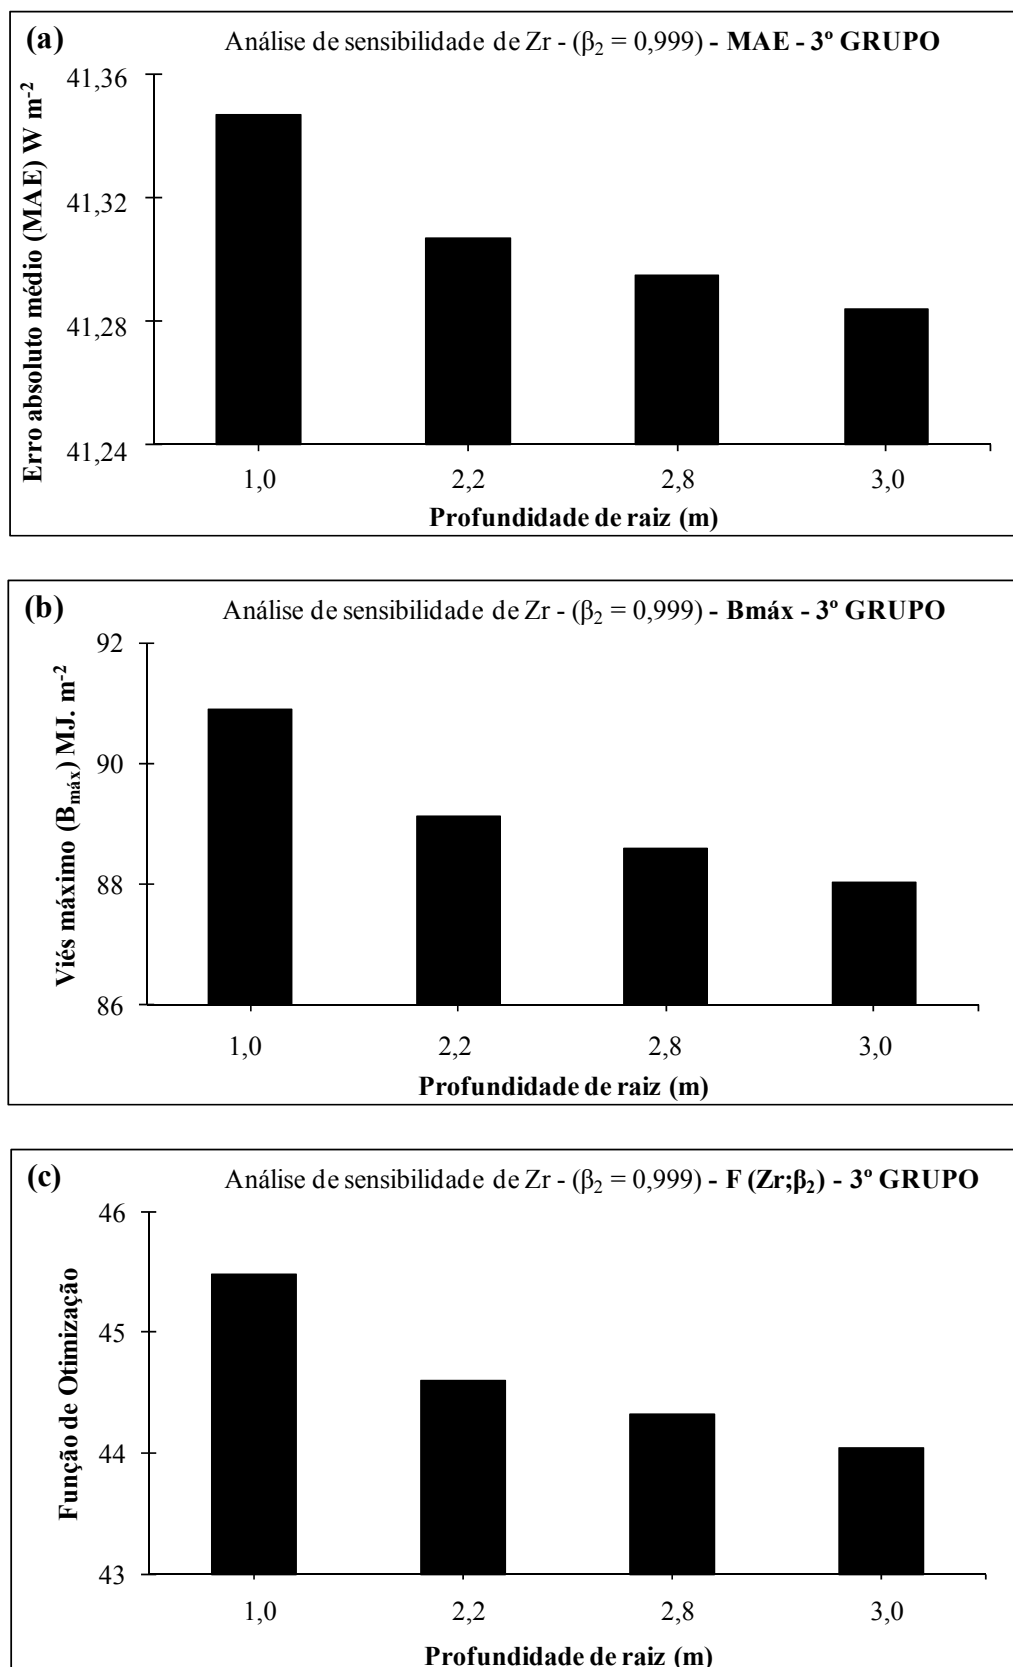 (a)
Análise de sensibilidade de Zr - (β₂ = 0,999) - MAE - 3º GRUPO
Erro absoluto médio (MAE) W m⁻²
41,36
41,32
41,28
41,24
1,0 2,2 2,8 3,0
Profundidade de raiz (m)
(b)
Análise de sensibilidade de Zr - (β₂ = 0,999) - Bmáx - 3º GRUPO
Viés máximo (Bₘáₓ) MJ. m⁻²
92
90
88
86
1,0 2,2 2,8 3,0
Profundidade de raiz (m)
(c)
Análise de sensibilidade de Zr - (β₂ = 0,999) - F (Zr;β₂) - 3º GRUPO
Função de Otimização
46
45
44
43
1,0 2,2 2,8 3,0
Profundidade de raiz (m)